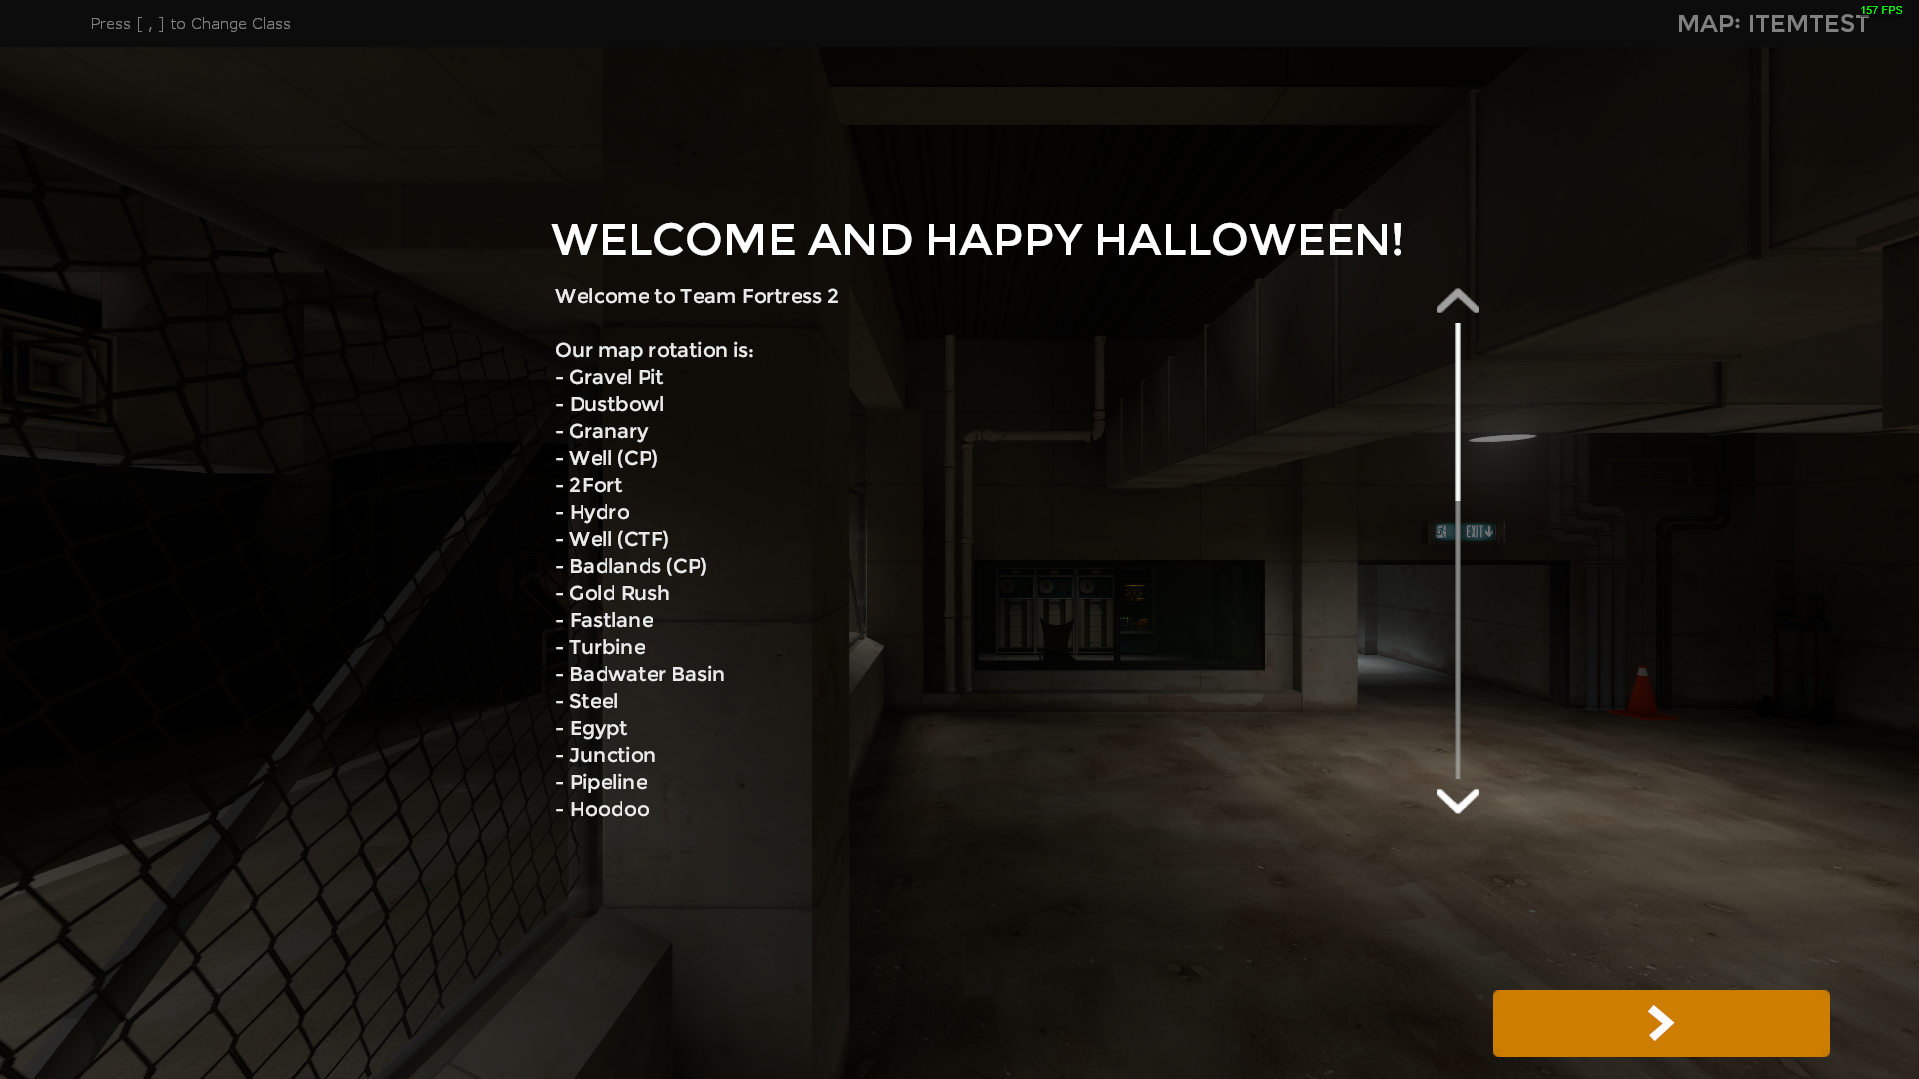 Press [ , ] to Change Class
MAP: ITEMTEST
157 FPS
WELCOME AND HAPPY HALLOWEEN!
Welcome to Team Fortress 2
Our map rotation is:
- Gravel Pit
- Dustbowl
- Granary
- Well (CP)
- 2Fort
- Hydro
- Well (CTF)
- Badlands (CP)
- Gold Rush
- Fastlane
- Turbine
- Badwater Basin
- Steel
- Egypt
- Junction
- Pipeline
- Hoodoo
EXIT